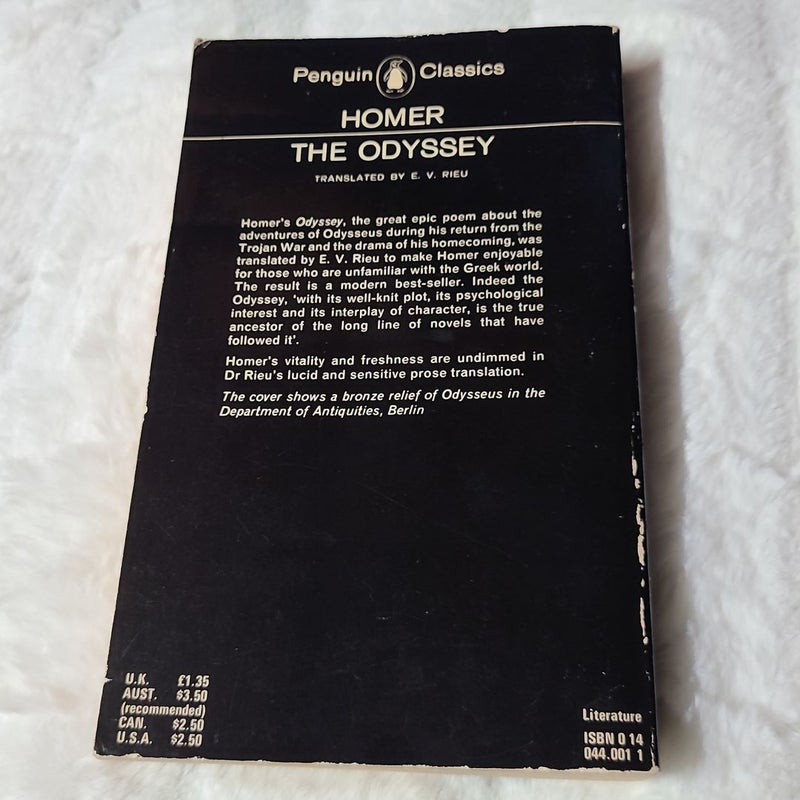 Penguin Classics
HOMER
THE ODYSSEY
TRANSLATED BY E. V. RIEU
Homer's Odyssey, the great epic poem about the
adventures of Odysseus during his return from the
Trojan War and the drama of his homecoming, was
translated by E. V. Rieu to make Homer enjoyable
for those who are unfamiliar with the Greek world.
The result is a modern best-seller. Indeed the
Odyssey, 'with its well-knit plot, its psychological
interest and its interplay of character, is the true
ancestor of the long line of novels that have
followed it'.
Homer's vitality and freshness are undimmed in
Dr Rieu's lucid and sensitive prose translation.
The cover shows a bronze relief of Odysseus in the
Department of Antiquities, Berlin
U.K. £1.35
AUST. $3.50
(recommended)
CAN. $2.50
U.S.A. $2.50
Literature
ISBN 0 14
044.001 1